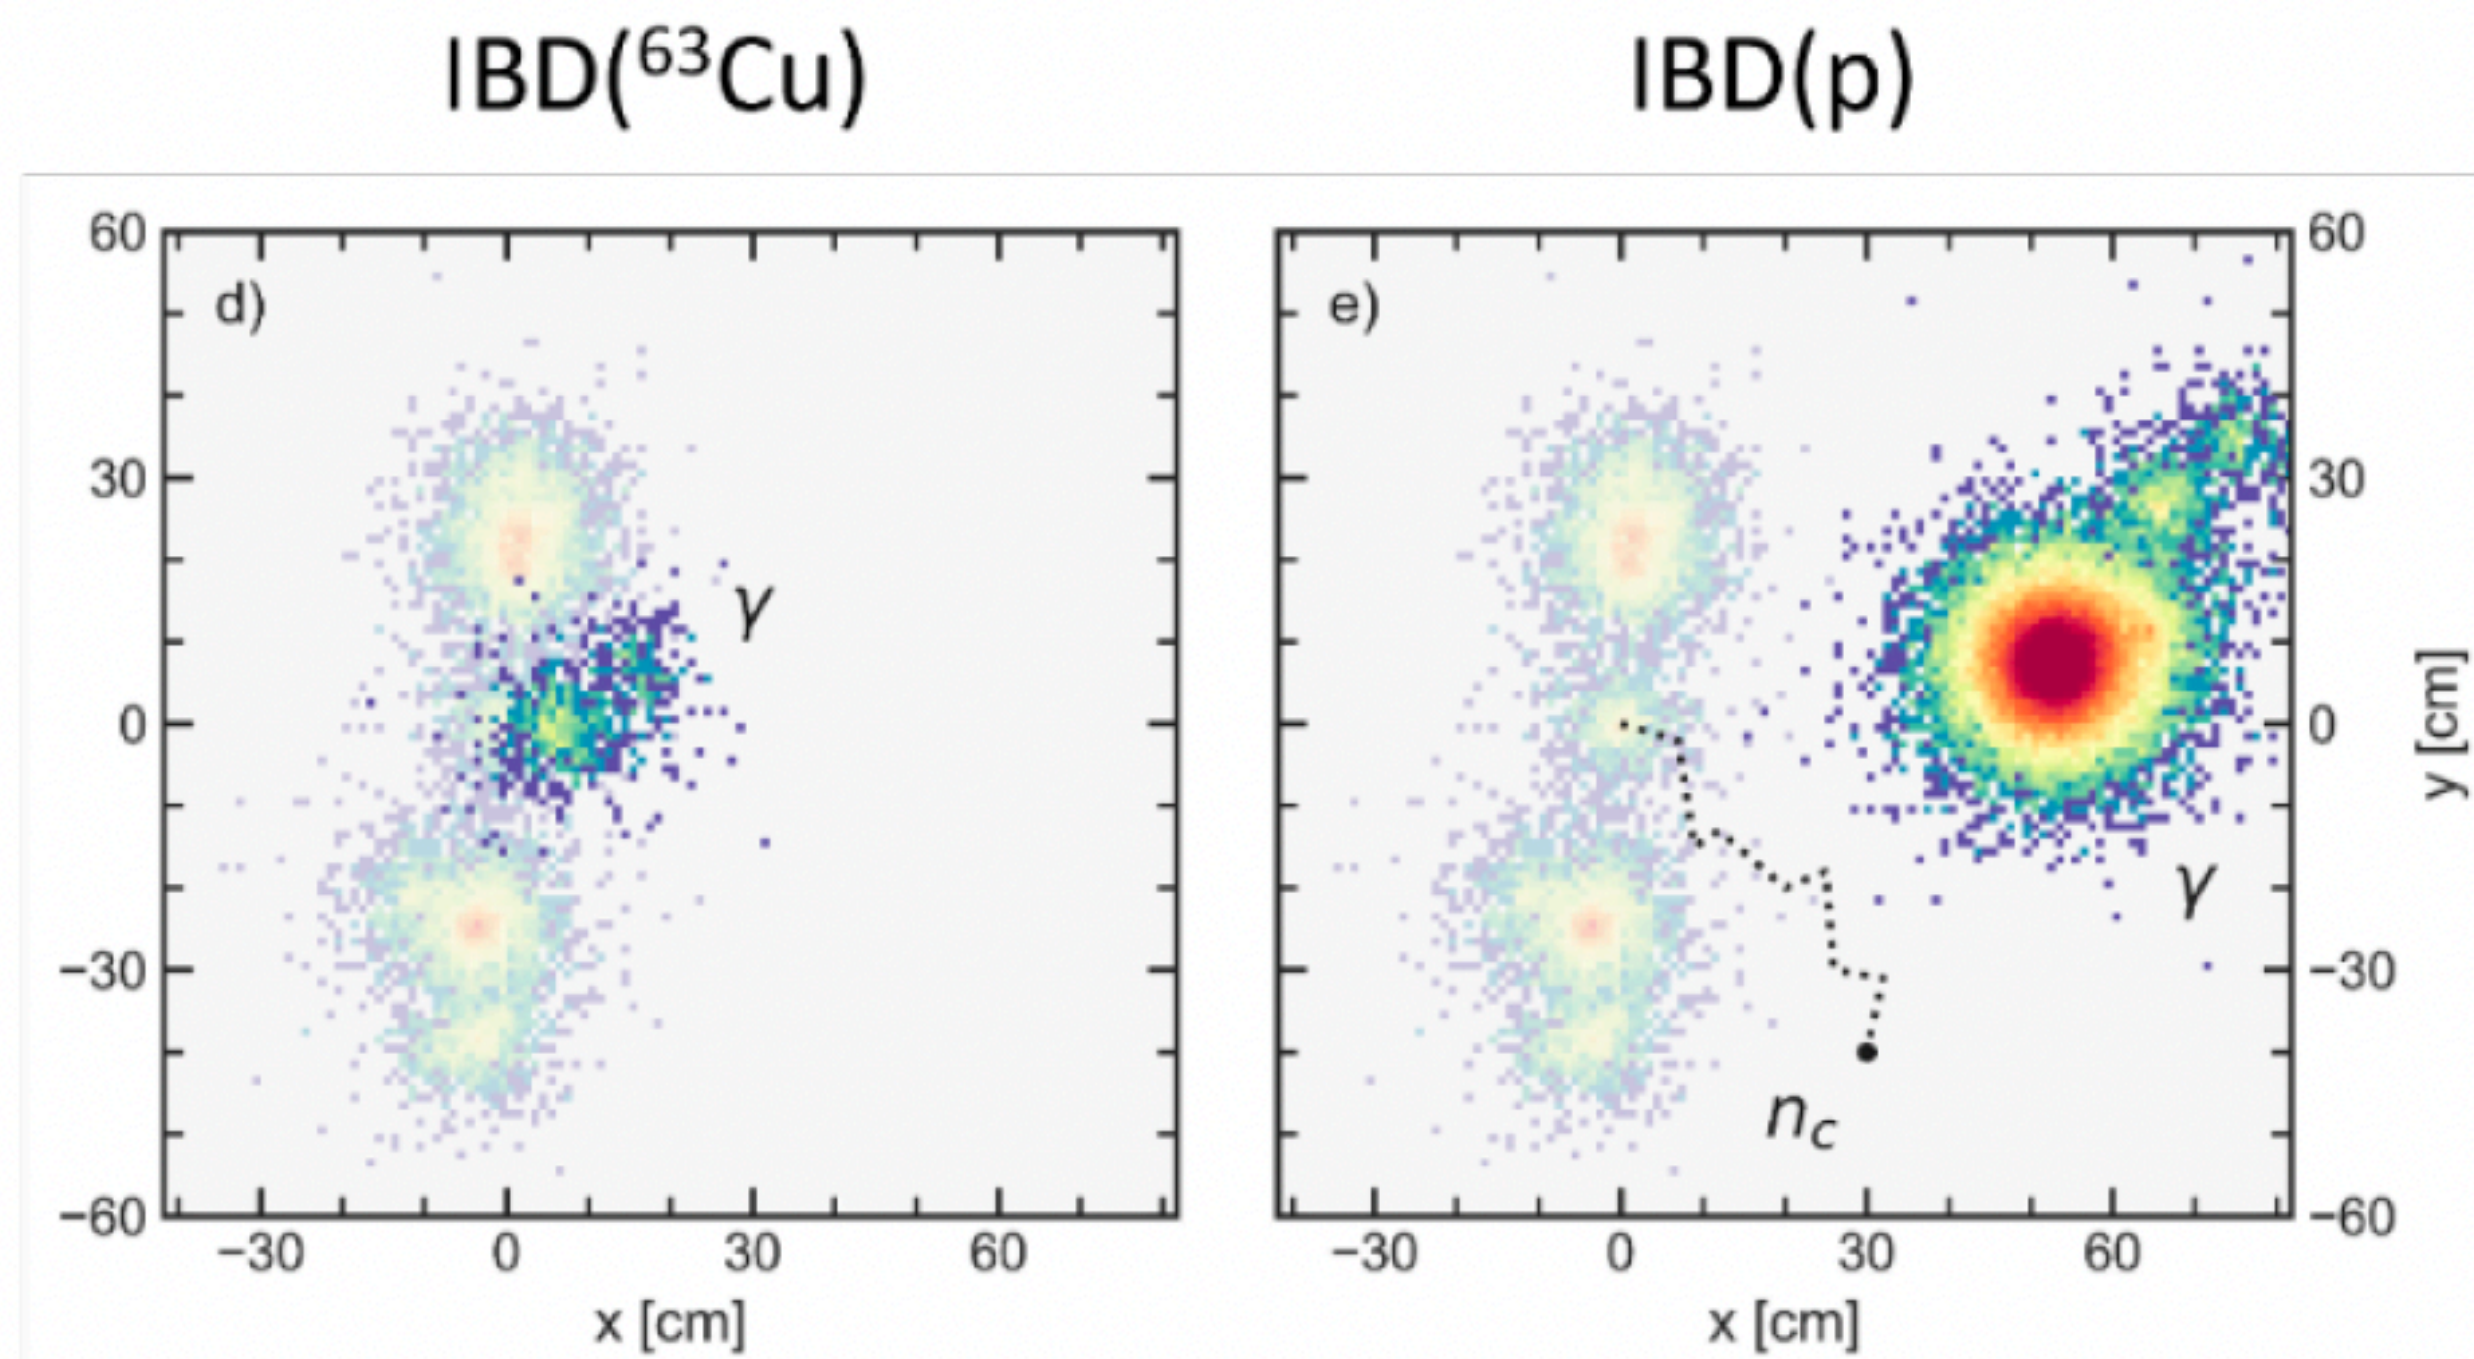 IBD(⁶³Cu) IBD(p)
60 60
d) e)
30 30
γ
0 0
y [cm]
γ
−30 −30
n_c
−60 −60
−30 0 30 60 −30 0 30 60
x [cm] x [cm]